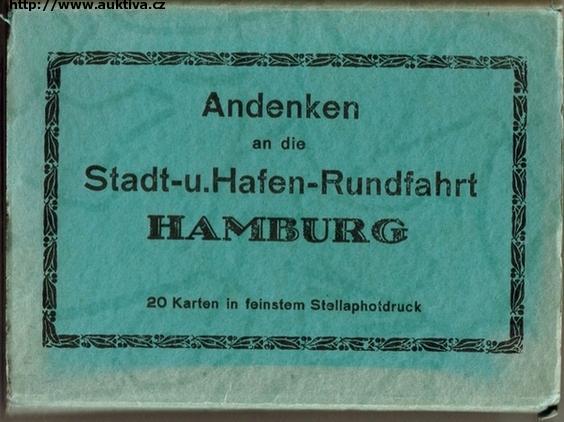 http://www.auktiva.cz
Andenken
an die
Stadt-u.Hafen-Rundfahrt
HAMBURG
20 Karten in feinstem Stellaphotdruck